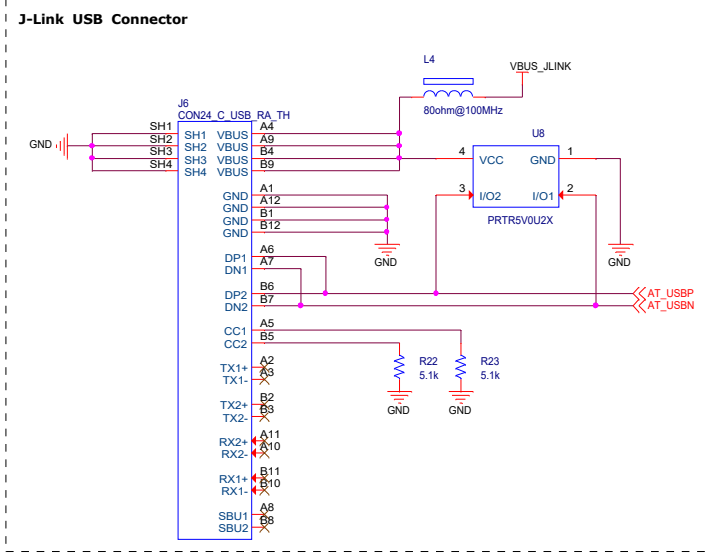 J-Link USB Connector
L4
VBUS_JLINK
80ohm@100MHz
J6
CON24_C_USB_RA_TH
U8
GND
SH1 SH1 VBUS A4
SH2 SH2 VBUS A9
SH3 SH3 VBUS B4
SH4 SH4 VBUS B9
4 VCC GND 1
3 I/O2 I/O1 2
PRTR5V0U2X
GND A1
GND A12
GND B1
GND B12
GND
GND
DP1 A6
DN1 A7
DP2 B6
DN2 B7
AT_USBP
AT_USBN
CC1 A5
CC2 B5
R22
5.1k
R23
5.1k
GND
GND
TX1+ A2
TX1- A3
TX2+ B2
TX2- B3
RX2+ A11
RX2- A10
RX1+ B11
RX1- B10
SBU1 A8
SBU2 B8